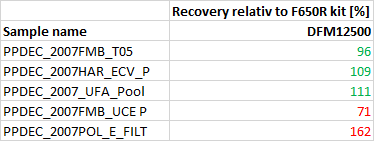 Recovery relativ to F650R kit [%]
Sample name DFM12500
PPDEC_2007FMB_T05 96
PPDEC_2007HAR_ECV_P 109
PPDEC_2007_UFA_Pool 111
PPDEC_2007FMB_UCE P 71
PPDEC_2007POL_E_FILT 162